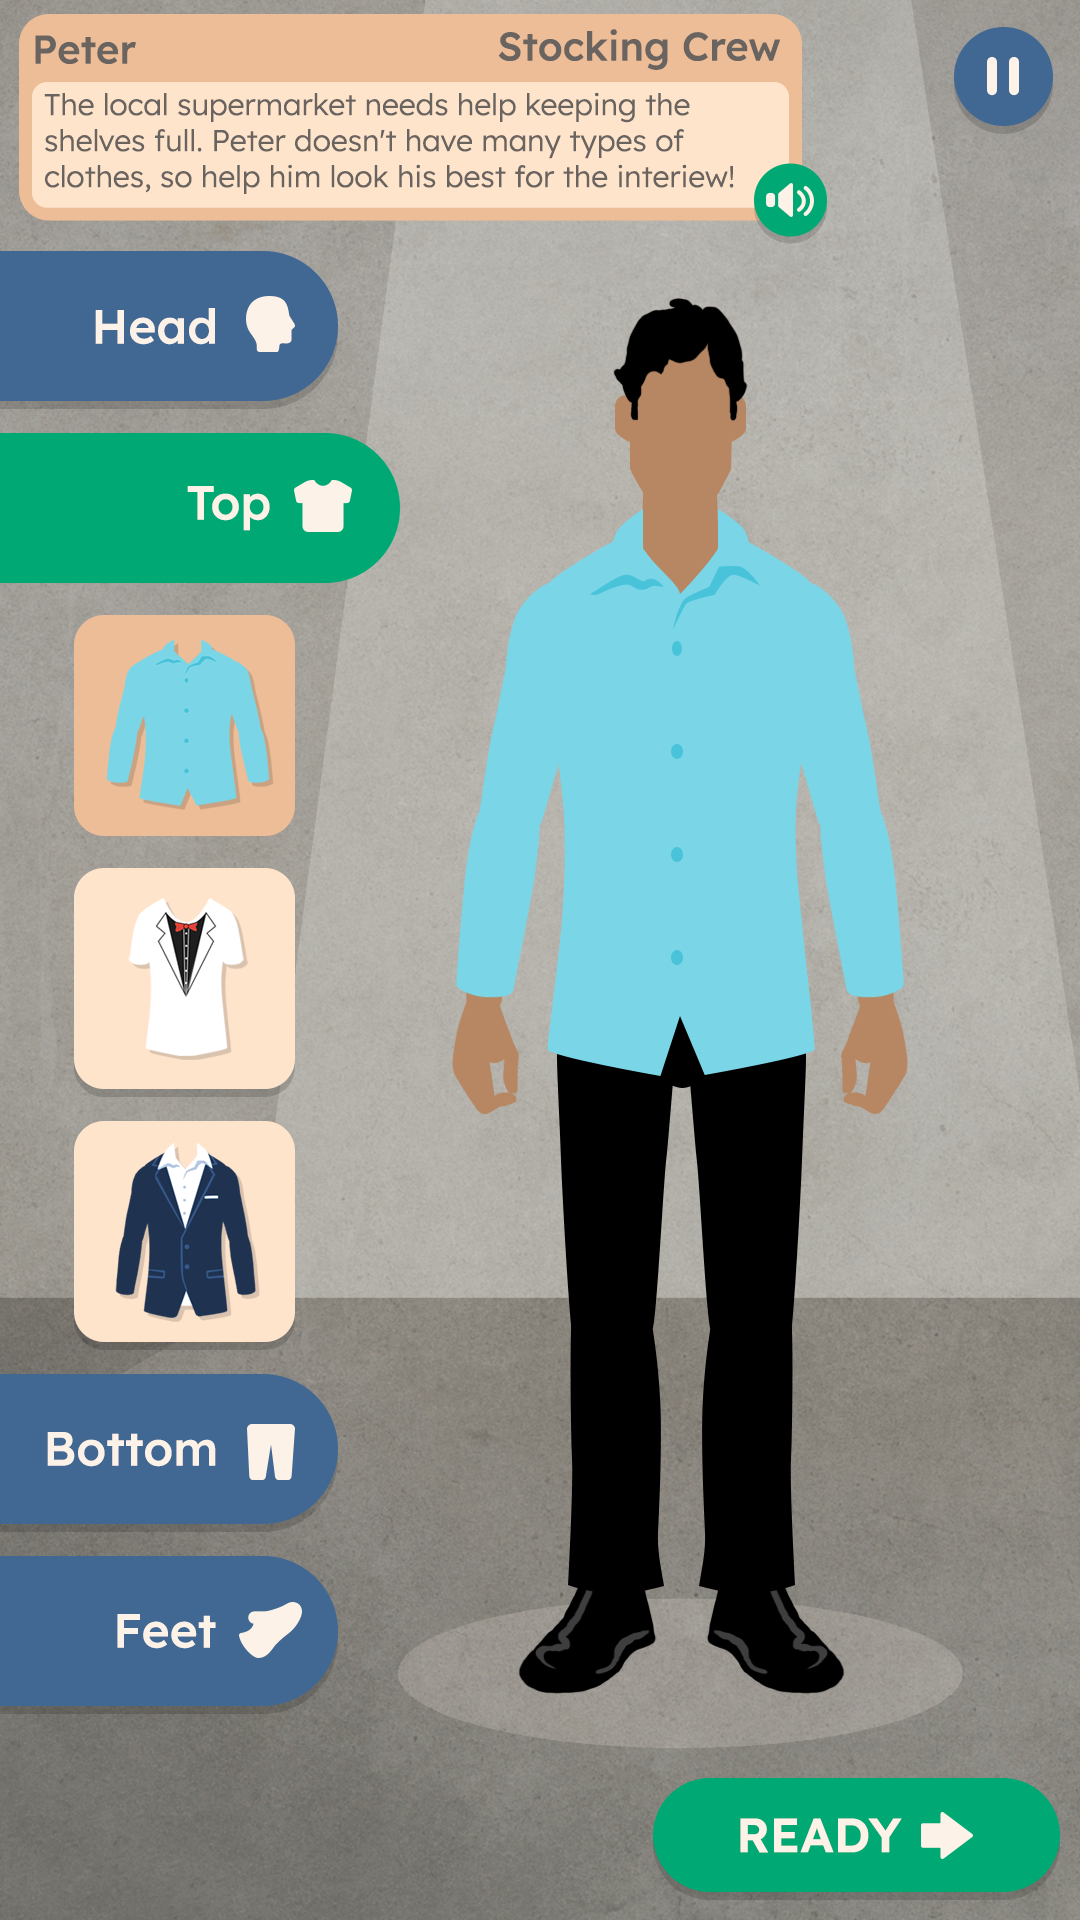 Peter
Stocking Crew
The local supermarket needs help keeping the
shelves full. Peter doesn't have many types of
clothes, so help him look his best for the interiew!
Head
Top
Bottom
Feet
READY